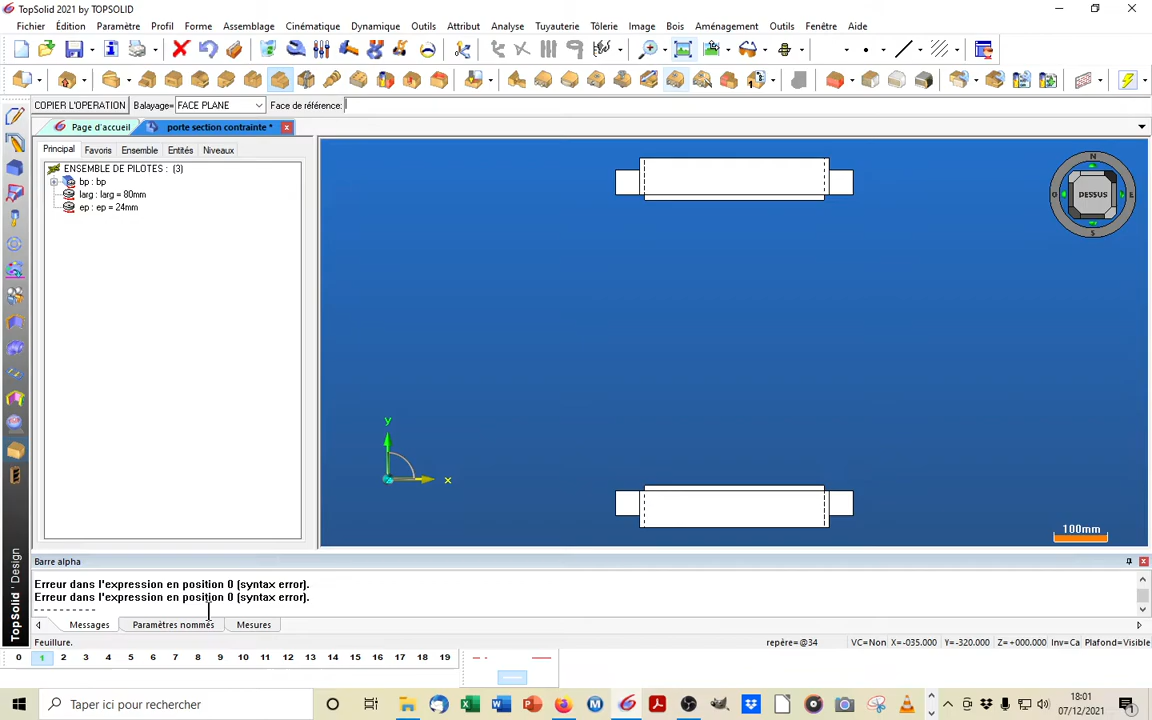 TopSolid 2021 by TOPSOLID
Fichier Édition Paramètre Profil Forme Assemblage Cinématique Dynamique Outils Attribut Analyse Tuyauterie Tôlerie Image Bois Aménagement Outils Fenêtre Aide
COPIER L'OPERATION Balayage= FACE PLANE Face de référence:
Page d'accueil porte section contrainte *
Principal Favoris Ensemble Entités Niveaux
ENSEMBLE DE PILOTES : (3)
bp : bp
larg : larg = 80mm
ep : ep = 24mm
N
O DESSUS E
S
y
x
100mm
TopSolid ' Design
Barre alpha
Erreur dans l'expression en position 0 (syntax error).
Erreur dans l'expression en position 0 (syntax error).
----------
Messages Paramètres nommés Mesures
Feuillure. repère=@34 VC=Non X=-035.000 Y=-320.000 Z=+000.000 Inv=Ca Plafond=Visible
0 1 2 3 4 5 6 7 8 9 10 11 12 13 14 15 16 17 18 19
Taper ici pour rechercher
18:01
07/12/2021
1